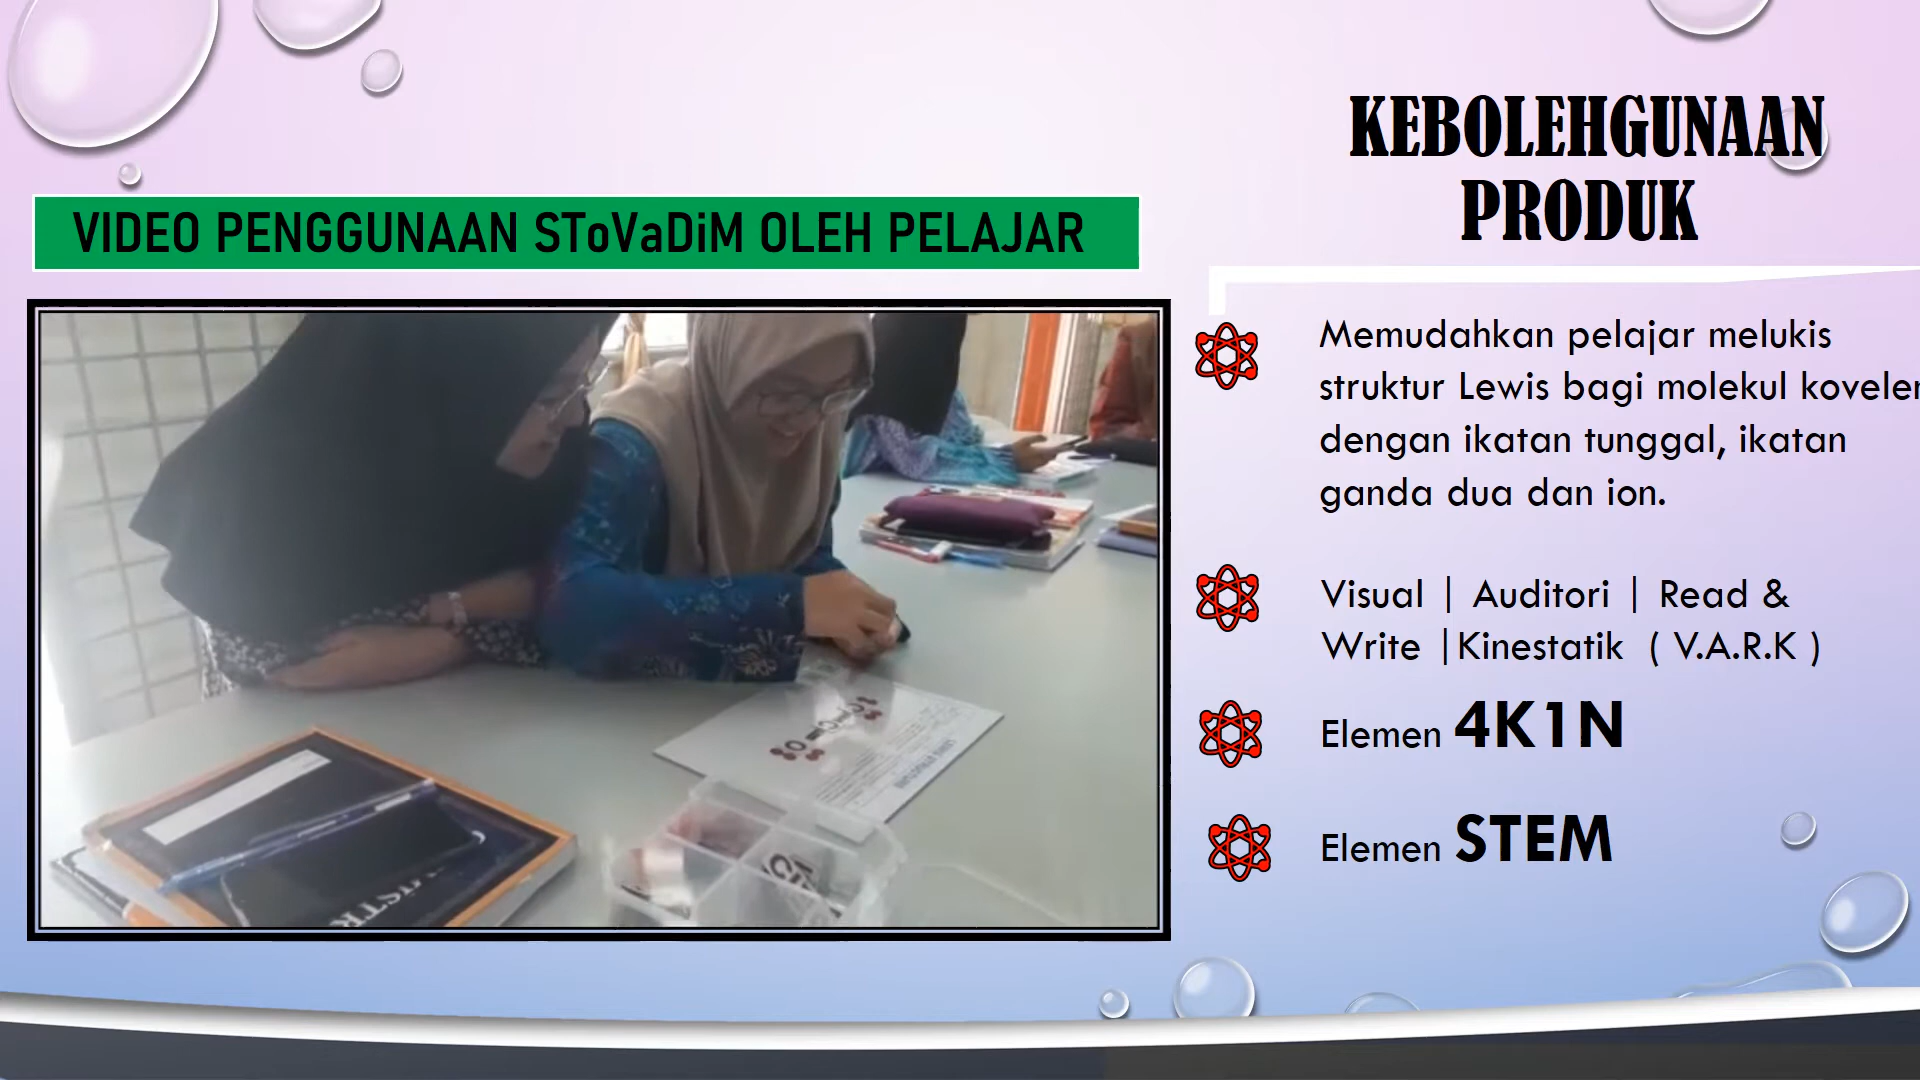 KEBOLEHGUNAAN
PRODUK
VIDEO PENGGUNAAN SToVaDiM OLEH PELAJAR
Memudahkan pelajar melukis
struktur Lewis bagi molekul kovelen
dengan ikatan tunggal, ikatan
ganda dua dan ion.
Visual | Auditori | Read &
Write |Kinestatik ( V.A.R.K )
Elemen 4K1N
Elemen STEM